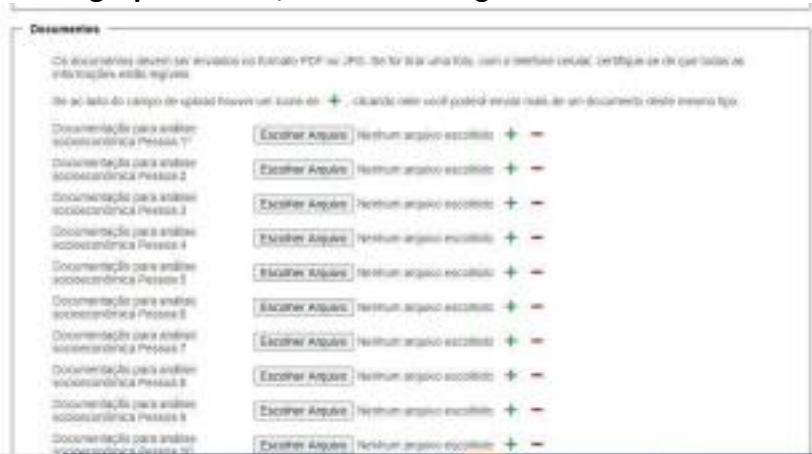 Documentos
Os documentos devem ser enviados no formato PDF ou JPG. Se for tirar uma foto, com o telefone celular, certifique-se de que todas as
informações estão legíveis.
Se ao lado do campo de upload houver um ícone de + , clicando nele você poderá enviar mais de um documento deste mesmo tipo.
Documentação para análise
socioeconômica Pessoa 1*
Escolher Arquivo Nenhum arquivo escolhido + −
Documentação para análise
socioeconômica Pessoa 2
Escolher Arquivo Nenhum arquivo escolhido + −
Documentação para análise
socioeconômica Pessoa 3
Escolher Arquivo Nenhum arquivo escolhido + −
Documentação para análise
socioeconômica Pessoa 4
Escolher Arquivo Nenhum arquivo escolhido + −
Documentação para análise
socioeconômica Pessoa 5
Escolher Arquivo Nenhum arquivo escolhido + −
Documentação para análise
socioeconômica Pessoa 6
Escolher Arquivo Nenhum arquivo escolhido + −
Documentação para análise
socioeconômica Pessoa 7
Escolher Arquivo Nenhum arquivo escolhido + −
Documentação para análise
socioeconômica Pessoa 8
Escolher Arquivo Nenhum arquivo escolhido + −
Documentação para análise
socioeconômica Pessoa 9
Escolher Arquivo Nenhum arquivo escolhido + −
Documentação para análise
socioeconômica Pessoa 10
Escolher Arquivo Nenhum arquivo escolhido + −